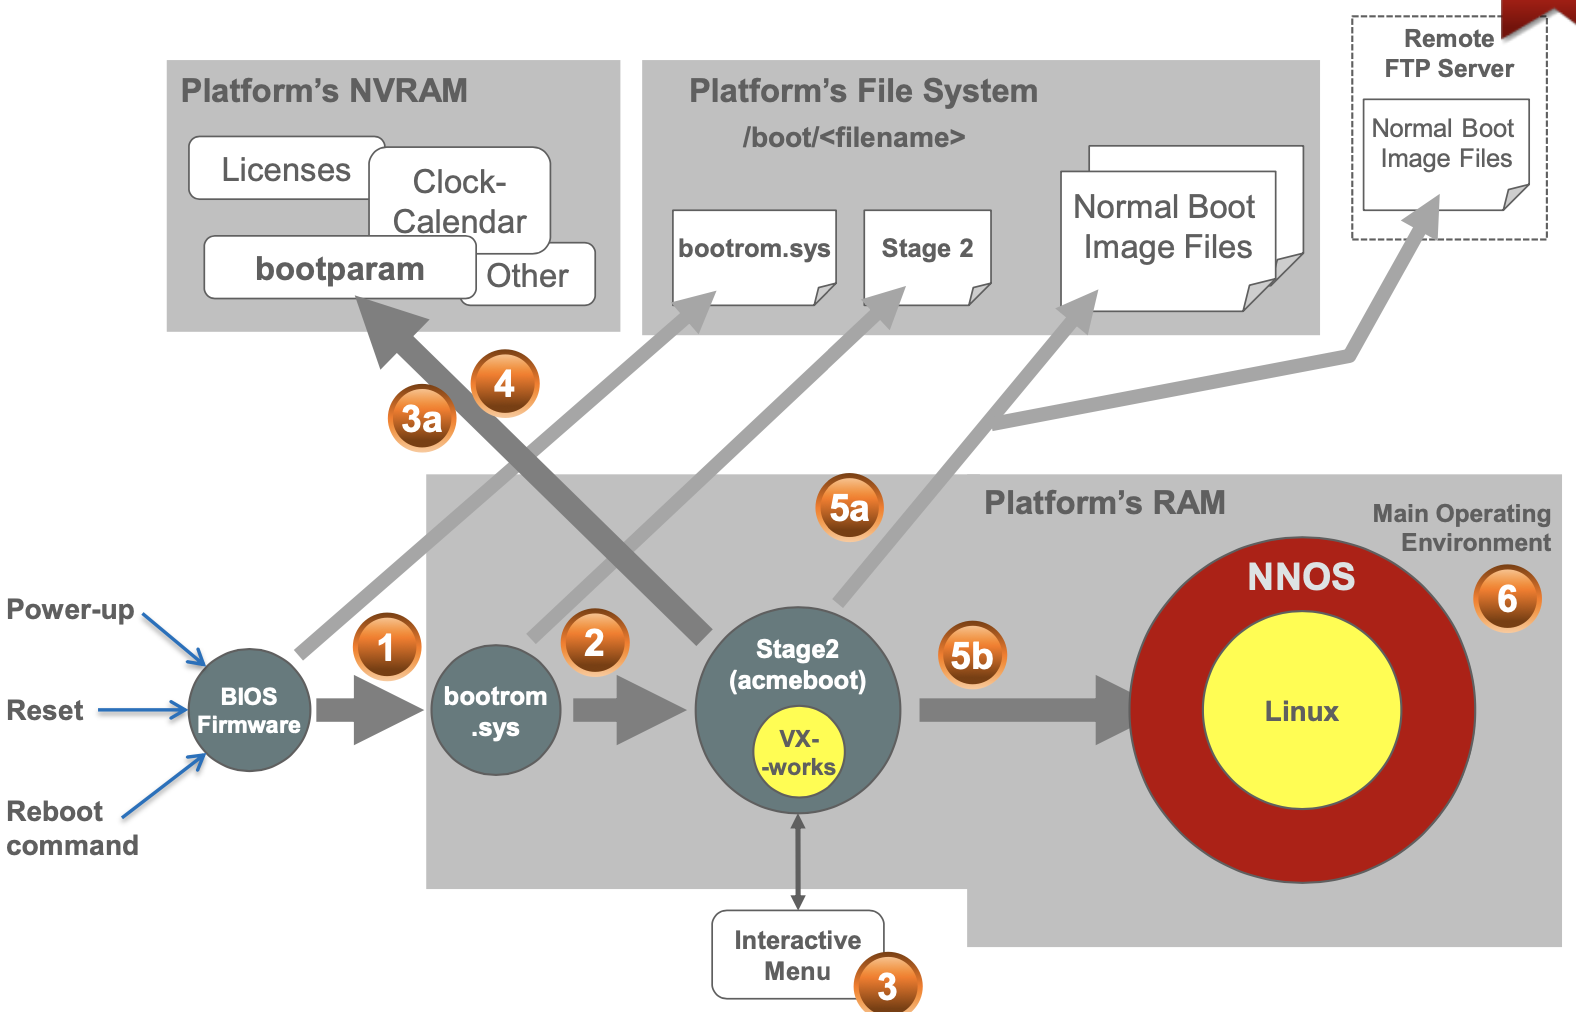 Remote
FTP Server
Normal Boot
Image Files
Platform's NVRAM
Licenses
Clock-
Calendar
bootparam
Other
Platform's File System
/boot/<filename>
bootrom.sys
Stage 2
Normal Boot
Image Files
3a
4
5a
Platform's RAM
Main Operating
Environment
6
Power-up
Reset
Reboot
command
BIOS
Firmware
1
bootrom
.sys
2
Stage2
(acmeboot)
VX-
-works
5b
NNOS
Linux
Interactive
Menu
3